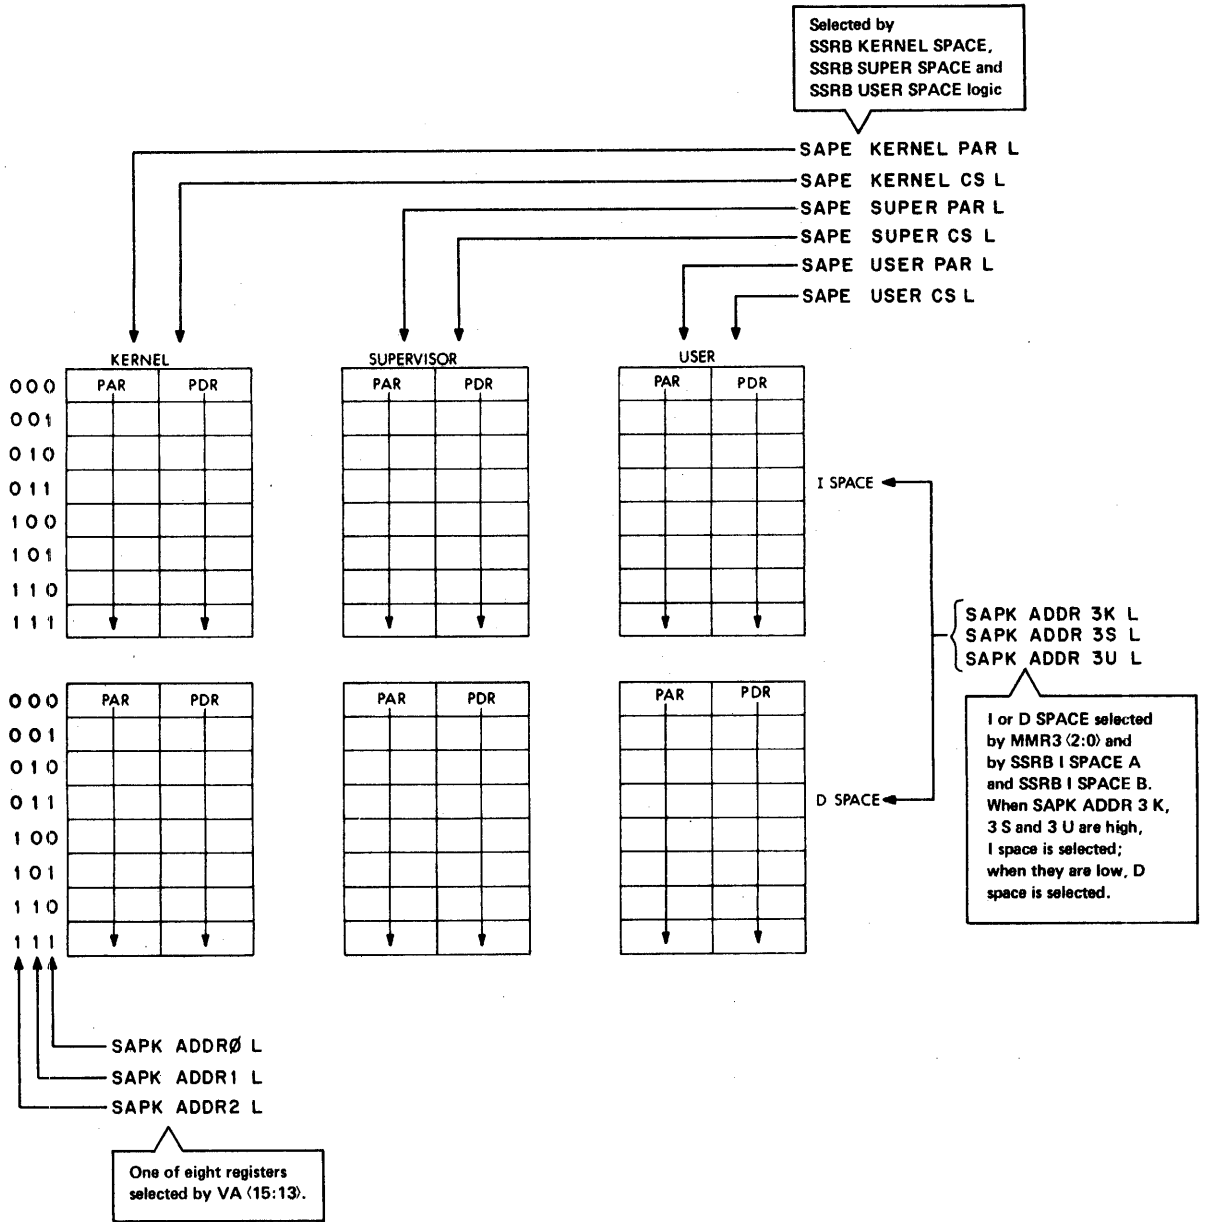 Selected by
SSRB KERNEL SPACE,
SSRB SUPER SPACE and
SSRB USER SPACE logic
SAPE KERNEL PAR L
SAPE KERNEL CS L
SAPE SUPER PAR L
SAPE SUPER CS L
SAPE USER PAR L
SAPE USER CS L
KERNEL SUPERVISOR USER
000 PAR PDR PAR PDR PAR PDR
001
010
011 I SPACE
100
101
110
111
SAPK ADDR 3K L
SAPK ADDR 3S L
SAPK ADDR 3U L
000 PAR PDR PAR PDR PAR PDR
001
010
011 D SPACE
100
101
110
111
I or D SPACE selected
by MMR3 ⟨2:0⟩ and
by SSRB I SPACE A
and SSRB I SPACE B.
When SAPK ADDR 3 K,
3 S and 3 U are high,
I space is selected;
when they are low, D
space is selected.
SAPK ADDRØ L
SAPK ADDR1 L
SAPK ADDR2 L
One of eight registers
selected by VA ⟨15:13⟩.